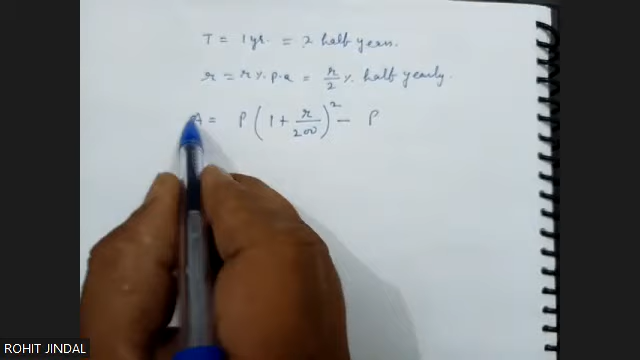 T = 1 yr. = 2 half years.
r = r %. p.a = r/2 %. half yearly.
A = P ( 1 + r/200 )² - P
ROHIT JINDAL